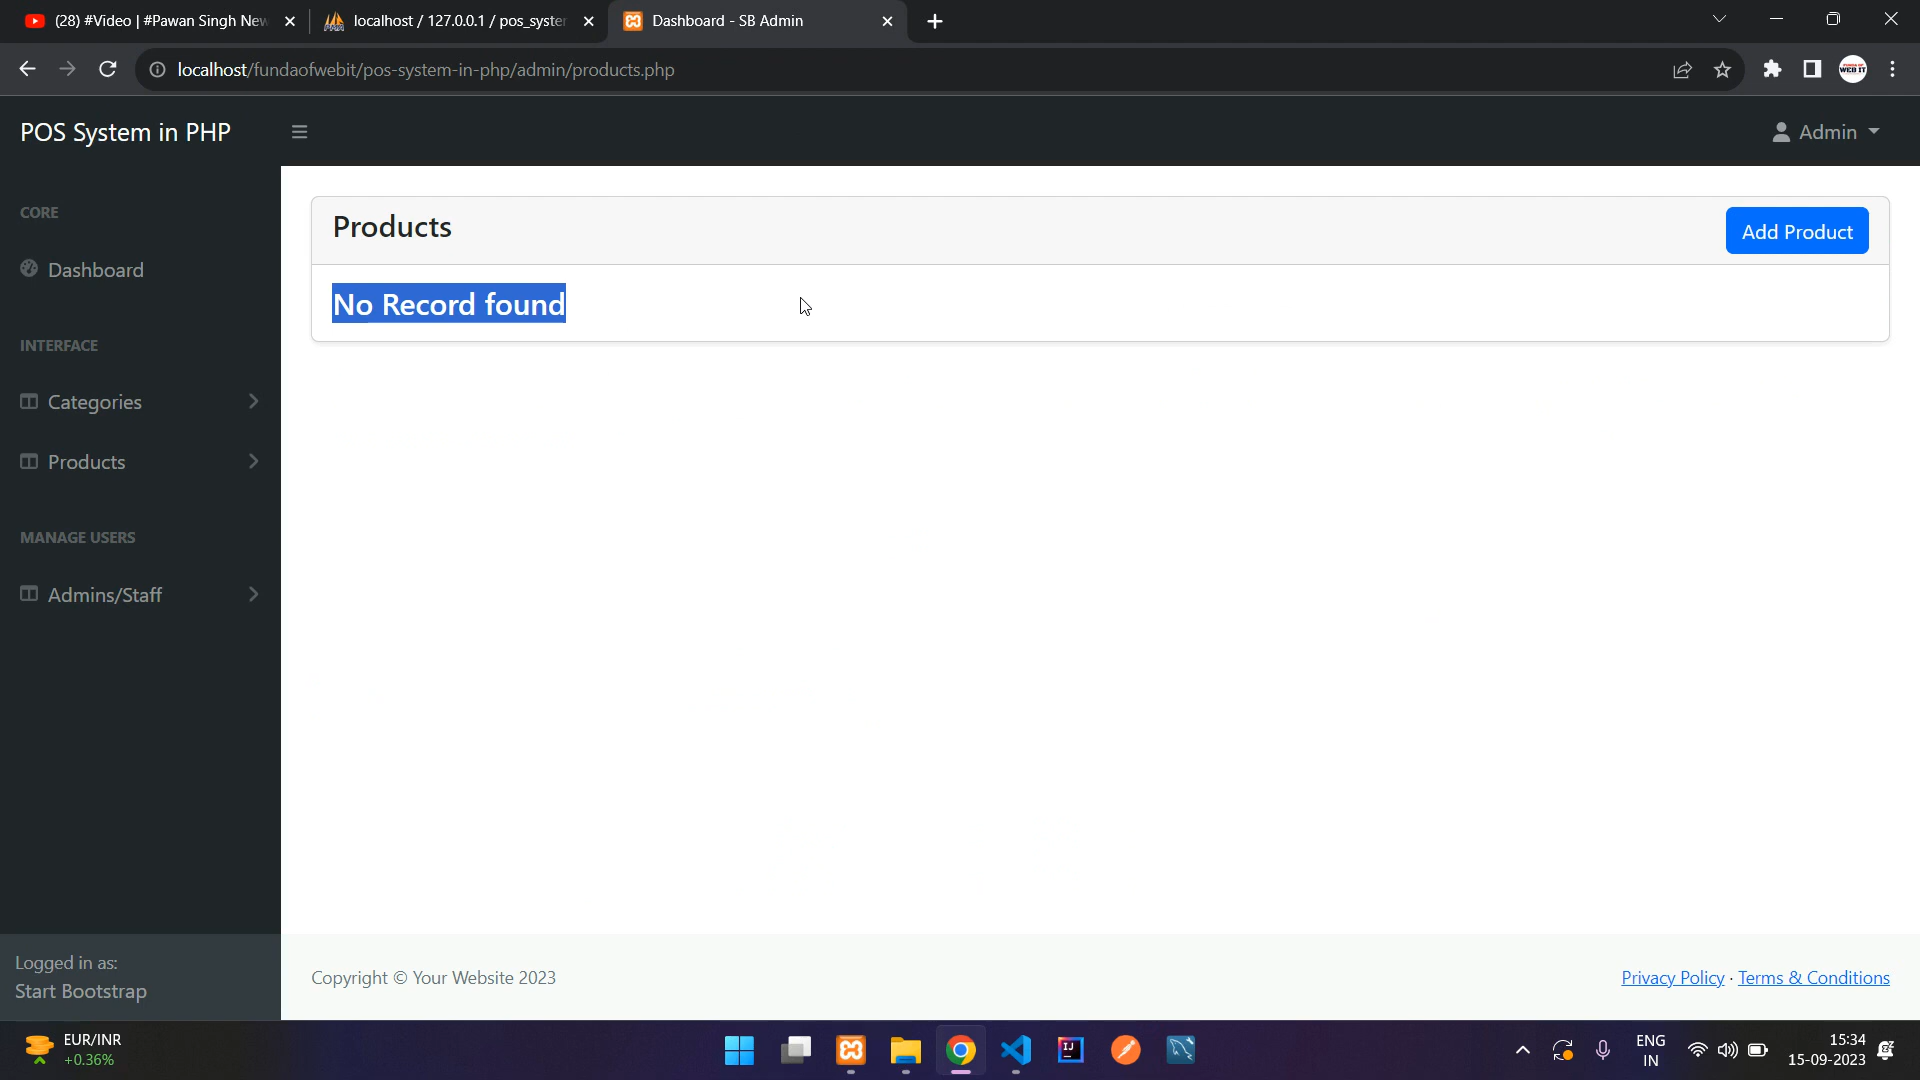 (28) #Video | #Pawan Singh New
localhost / 127.0.0.1 / pos_syste
Dashboard - SB Admin
localhost/fundaofwebit/pos-system-in-php/admin/products.php
WEB IT
POS System in PHP
Admin
CORE
Dashboard
INTERFACE
Categories
Products
MANAGE USERS
Admins/Staff
Logged in as:
Start Bootstrap
Products
Add Product
No Record found
Copyright © Your Website 2023
Privacy Policy · Terms & Conditions
EUR/INR
+0.36%
ENG
IN
15:34
15-09-2023